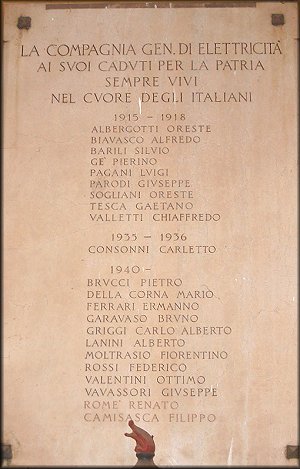 LA COMPAGNIA GEN. DI ELETTRICITÀ
AI SUOI CADUTI PER LA PATRIA
SEMPRE VIVI
NEL CVORE DEGLI ITALIANI
1915 – 1918
ALBERGOTTI ORESTE
BIAVASCO ALFREDO
BARILI SILVIO
GE' PIERINO
PAGANI LVIGI
PARODI GIVSEPPE
SOGLIANI ORESTE
TESCA GAETANO
VALLETTI CHIAFFREDO
1935 – 1936
CONSONNI CARLETTO
1940 –
BRVCCI PIETRO
DELLA CORNA MARIO
FERRARI ERMANNO
GARAVASO BRVNO
GRIGGI CARLO ALBERTO
LANINI ALBERTO
MOLTRASIO FIORENTINO
ROSSI FEDERICO
VALENTINI OTTIMO
VAVASSORI GIVSEPPE
ROME' RENATO
CAMISASCA FILIPPO